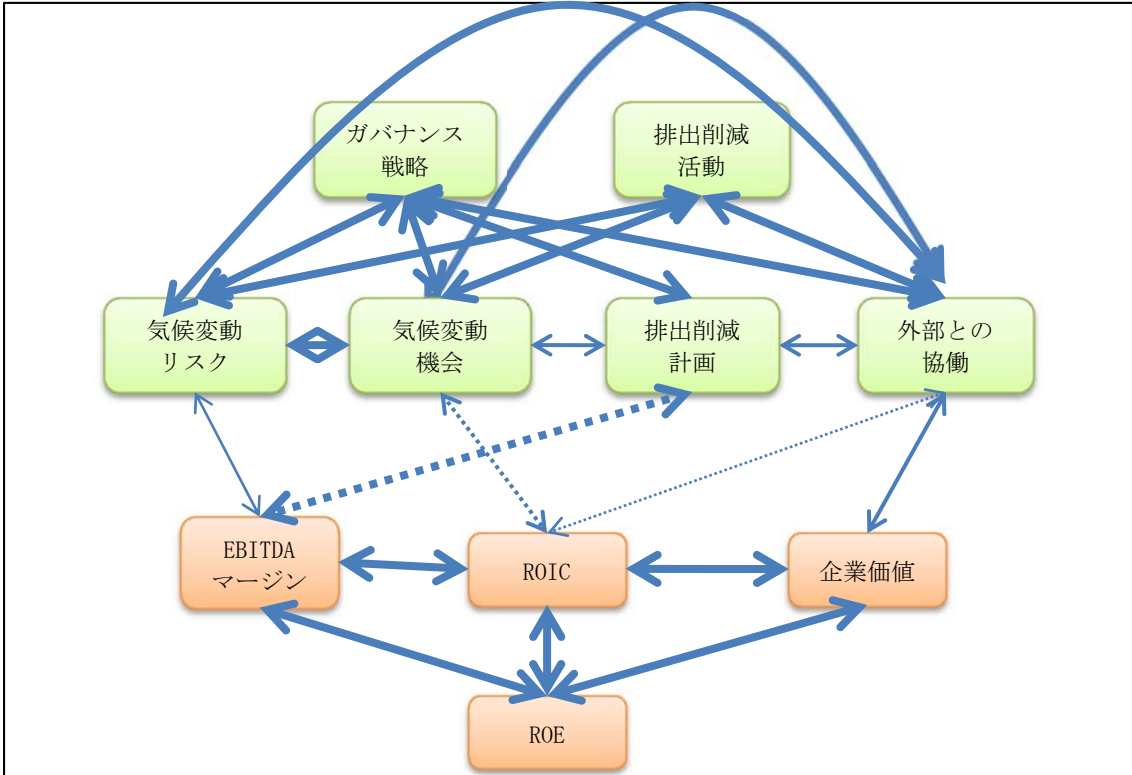 ガバナンス
戦略
排出削減
活動
気候変動
リスク
気候変動
機会
排出削減
計画
外部との
協働
EBITDA
マージン
ROIC
企業価値
ROE